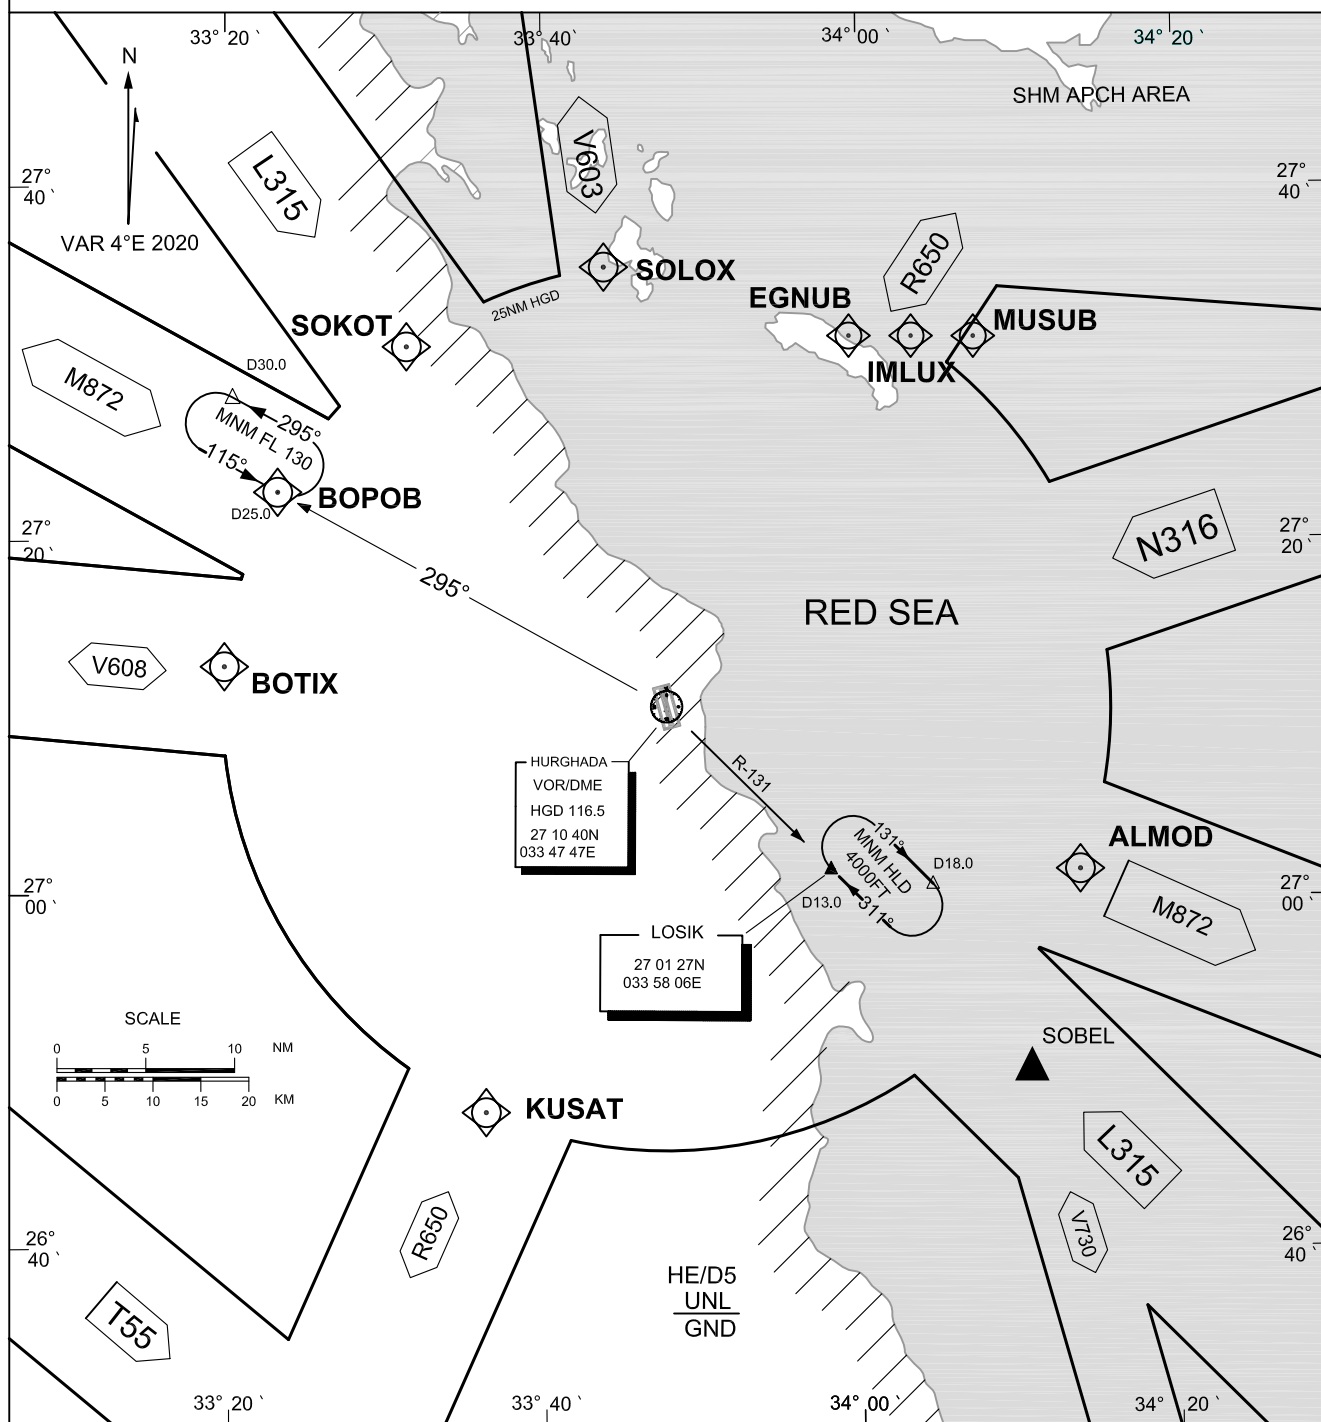 33° 20 ` 33° 40 ` 34° 00 ` 34° 20 `
N
SHM APCH AREA
27°
40 `
27°
40 `
VAR 4°E 2020
L315
V603
R650
SOLOX
25NM HGD
EGNUB
MUSUB
IMLUX
SOKOT
M872
D30.0
295°
MNM FL 130
115°
BOPOB
D25.0
27°
20 `
27°
20 `
N316
295°
RED SEA
V608
BOTIX
R-131
HURGHADA
VOR/DME
HGD 116.5
27 10 40N
033 47 47E
131°
MNM HLD
4000FT
311°
D18.0
D13.0
ALMOD
M872
27°
00 `
27°
00 `
LOSIK
27 01 27N
033 58 06E
SCALE
0 5 10 NM
0 5 10 15 20 KM
SOBEL
KUSAT
L315
V730
R650
26°
40 `
26°
40 `
T55
HE/D5
UNL
GND
33° 20 ` 33° 40 ` 34° 00 ` 34° 20 `